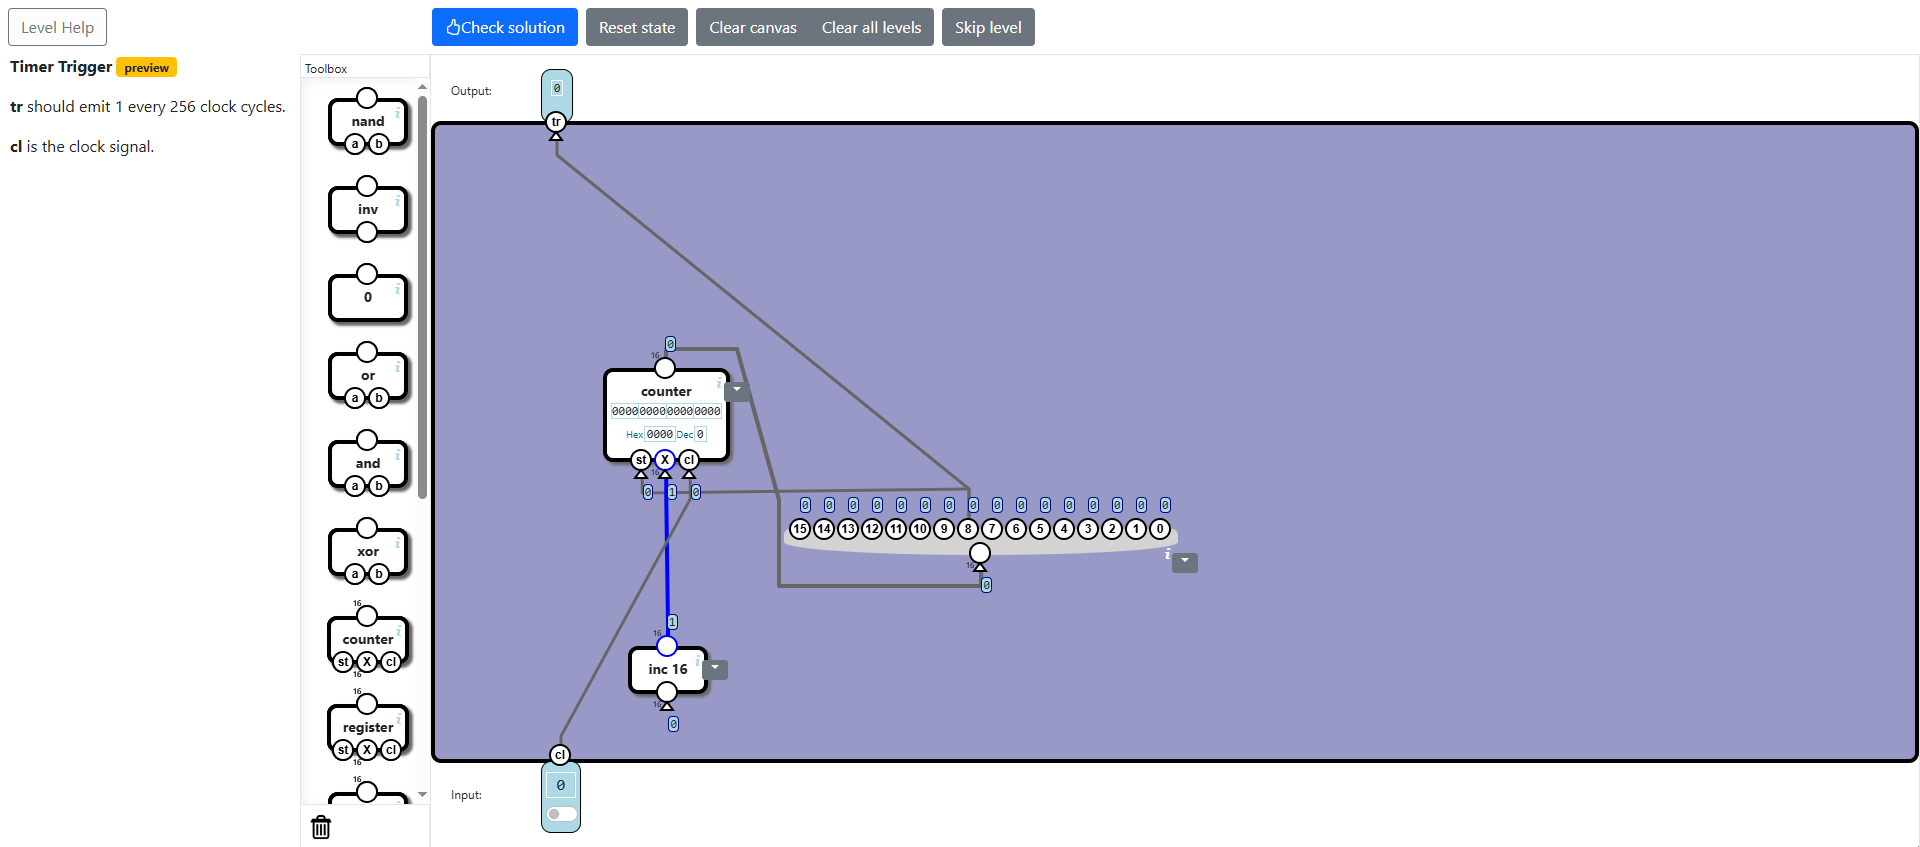 Level Help
Check solution
Reset state
Clear canvas
Clear all levels
Skip level
Timer Trigger preview
tr should emit 1 every 256 clock cycles.
cl is the clock signal.
Toolbox
nand
a b
inv
0
or
a b
and
a b
xor
a b
16
counter
st X cl
16
16
register
st X cl
16
16
Output:
0
tr
0
16
counter
0000000000000000
Hex 0000 Dec 0
st X cl
16
0 1 0
0 0 0 0 0 0 0 0 0 0 0 0 0 0 0 0
15 14 13 12 11 10 9 8 7 6 5 4 3 2 1 0
16
0
1
16
inc 16
16
0
cl
Input:
0